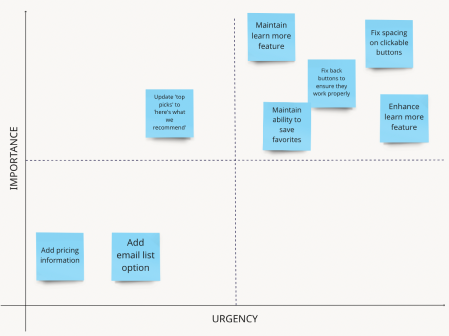 Maintain
learn more
feature
Fix spacing
on clickable
buttons
Fix back
buttons to
ensure they
work properly
Update 'top
picks' to
'here's what
we
recommend'
Maintain
ability to
save
favorites
Enhance
learn more
feature
IMPORTANCE
Add pricing
information
Add
email list
option
URGENCY